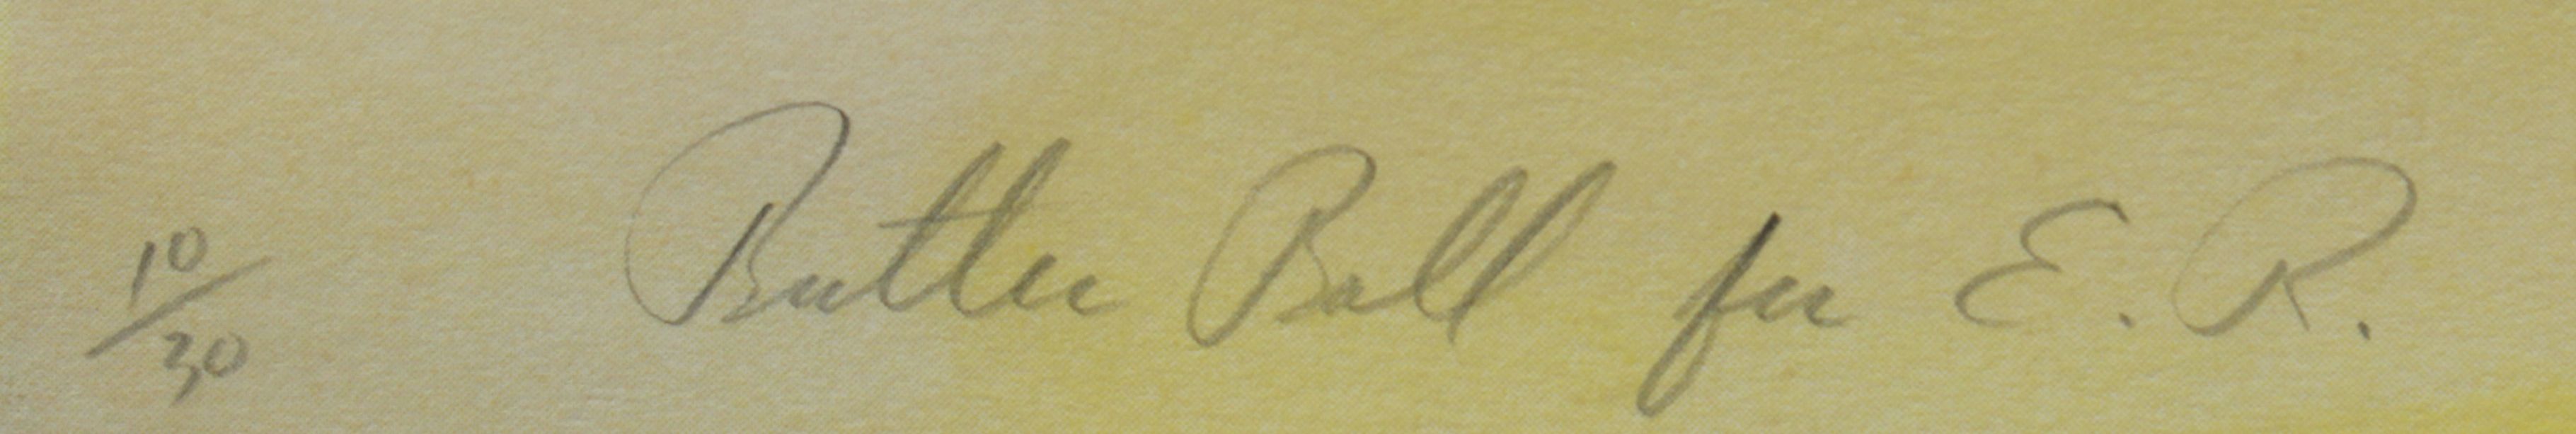 10/30 Butter Ball for E. R.